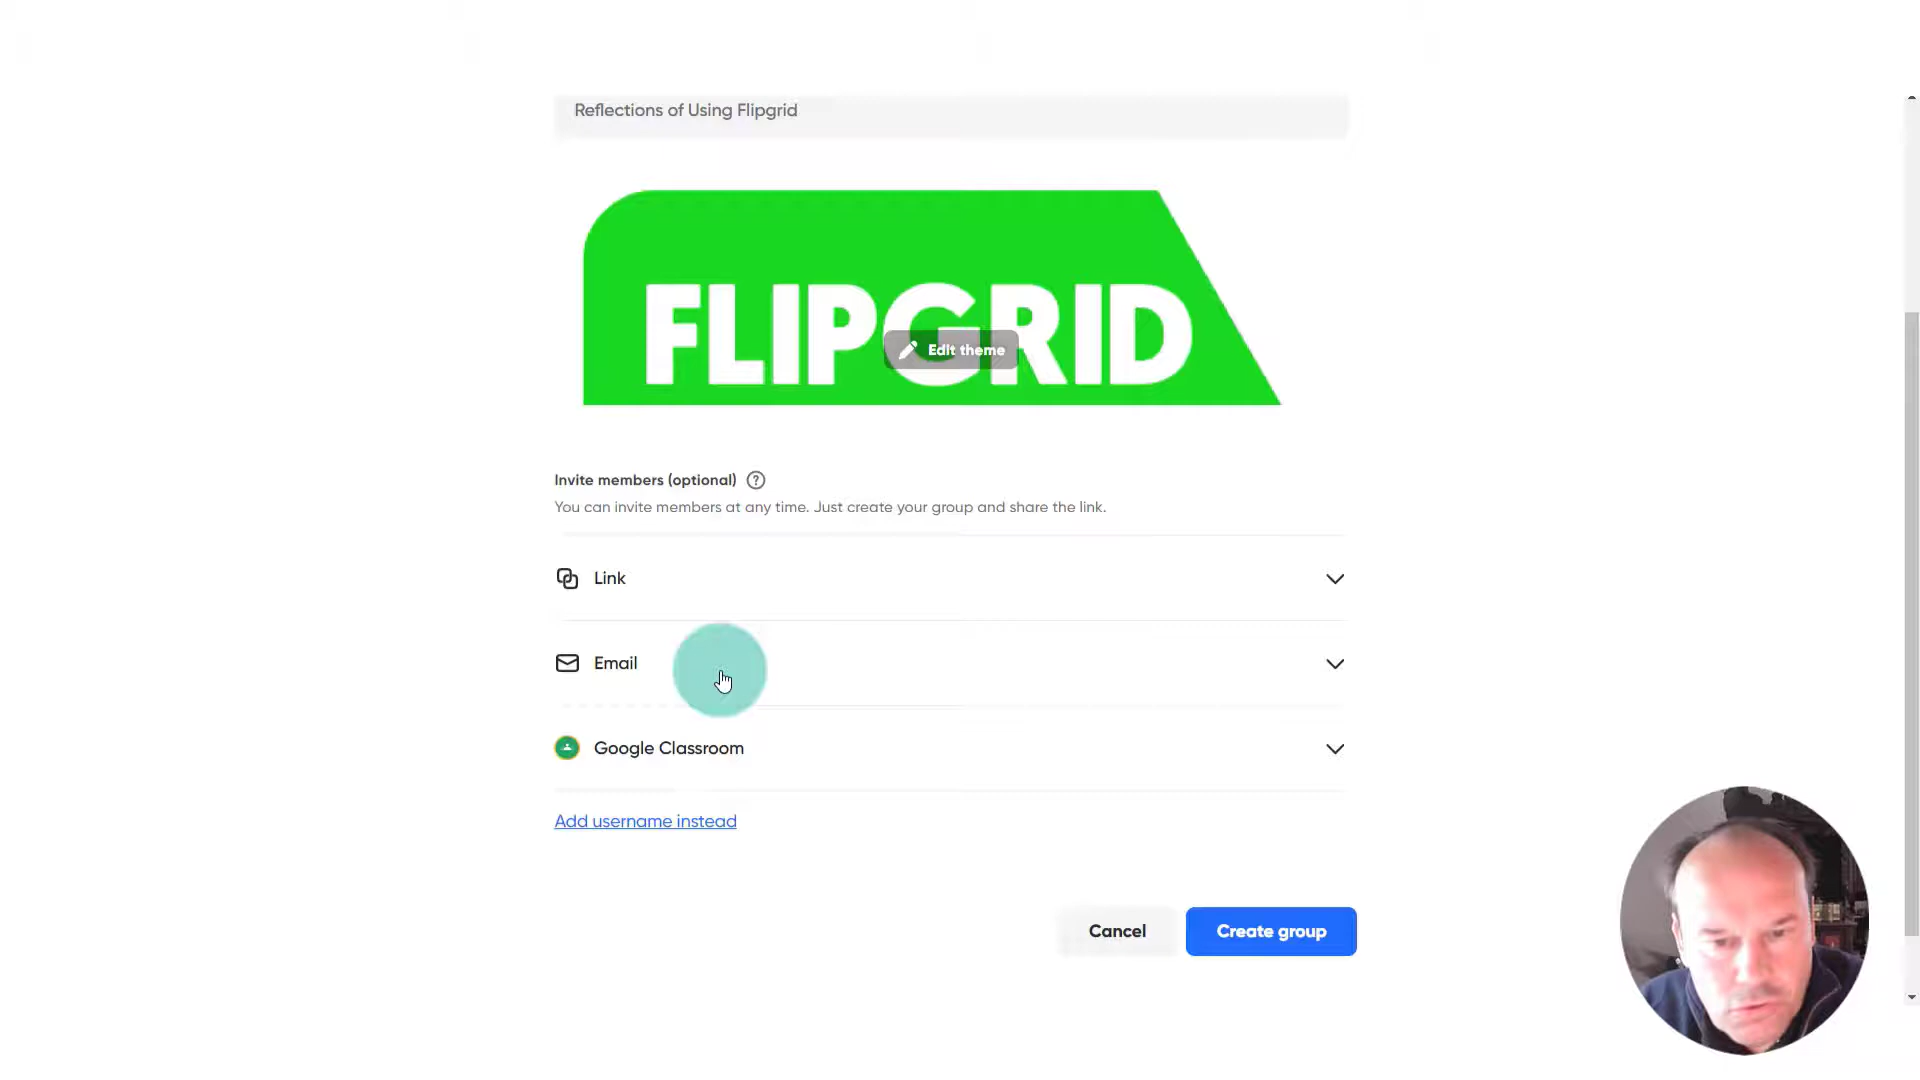 Reflections of Using Flipgrid
FLIPGRID
Edit theme
Invite members (optional) ?
You can invite members at any time. Just create your group and share the link.
Link
Email
Google Classroom
Add username instead
Cancel
Create group